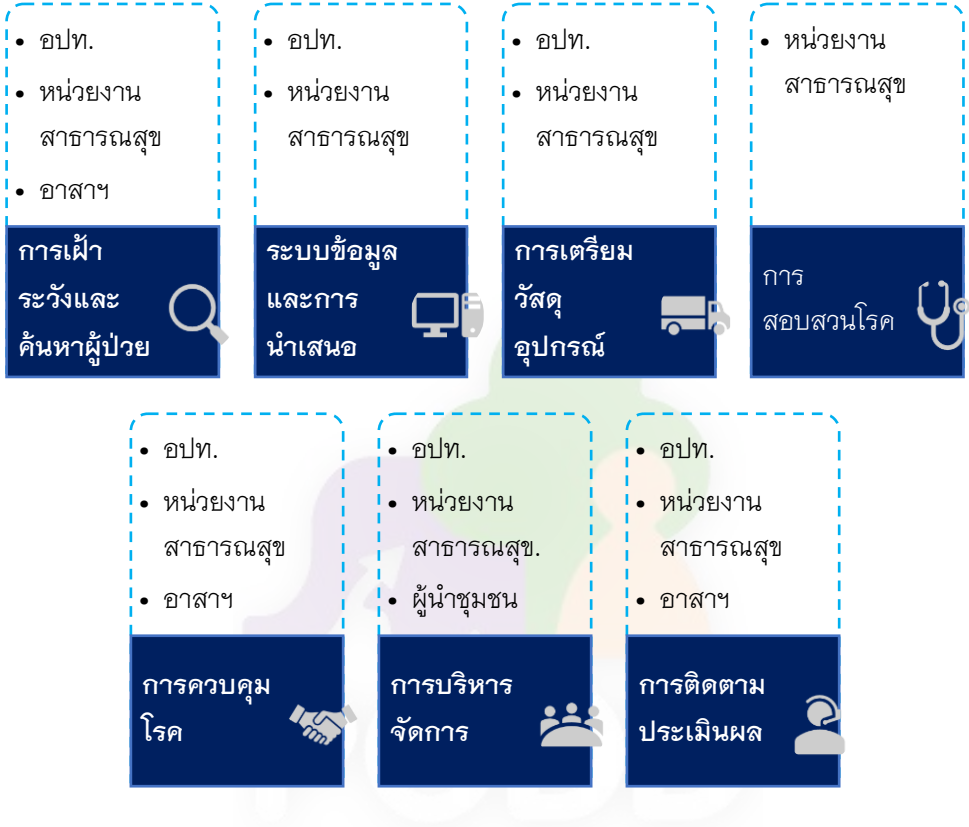 • อปท.
• หน่วยงาน
สาธารณสุข
• อาสาฯ
การเฝ้า
ระวังและ
ค้นหาผู้ป่วย
• อปท.
• หน่วยงาน
สาธารณสุข
ระบบข้อมูล
และการ
นำเสนอ
• อปท.
• หน่วยงาน
สาธารณสุข
การเตรียม
วัสดุ
อุปกรณ์
• หน่วยงาน
สาธารณสุข
การ
สอบสวนโรค
• อปท.
• หน่วยงาน
สาธารณสุข
• อาสาฯ
การควบคุม
โรค
• อปท.
• หน่วยงาน
สาธารณสุข.
• ผู้นำชุมชน
การบริหาร
จัดการ
• อปท.
• หน่วยงาน
สาธารณสุข
• อาสาฯ
การติดตาม
ประเมินผล